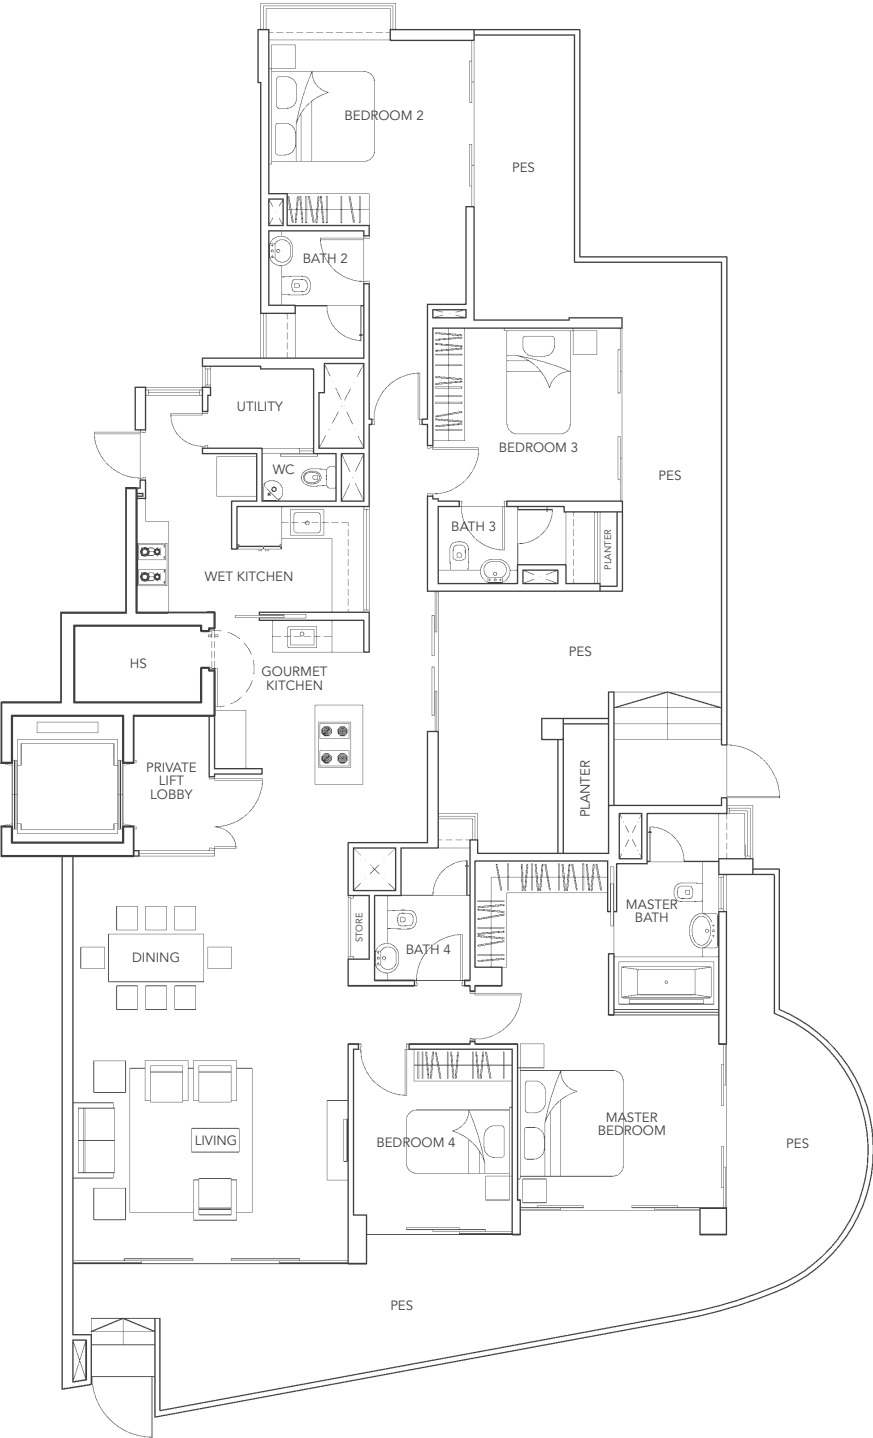 BEDROOM 2
PES
BATH 2
UTILITY
BEDROOM 3
WC
PES
BATH 3
PLANTER
WET KITCHEN
PES
HS
GOURMET
KITCHEN
PRIVATE
LIFT
LOBBY
PLANTER
MASTER
BATH
STORE
BATH 4
DINING
MASTER
BEDROOM
LIVING
BEDROOM 4
PES
PES